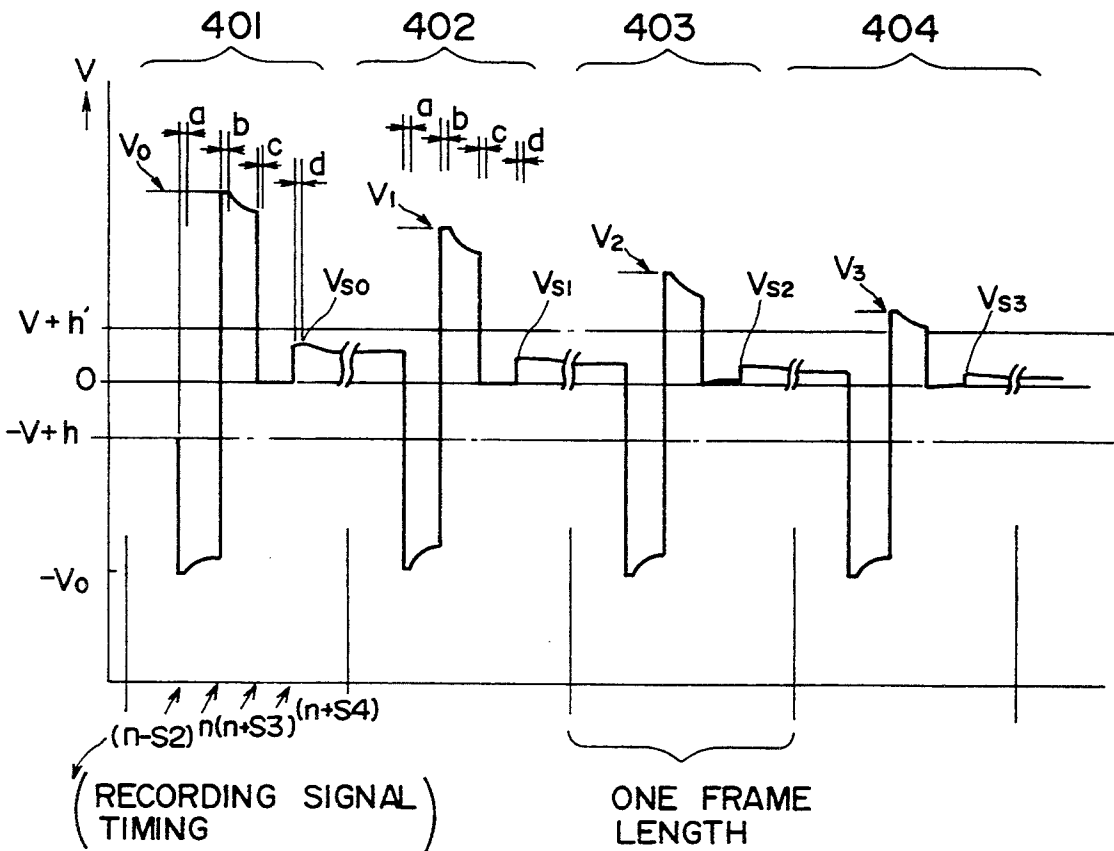 401 402 403 404
V
a b c d
a b c d
V0
V1
V2
V3
VS0
VS1
VS2
VS3
V+h'
0
-V+h
-V0
(n-S2) n (n+S3) (n+S4)
(RECORDING SIGNAL
TIMING)
ONE FRAME
LENGTH